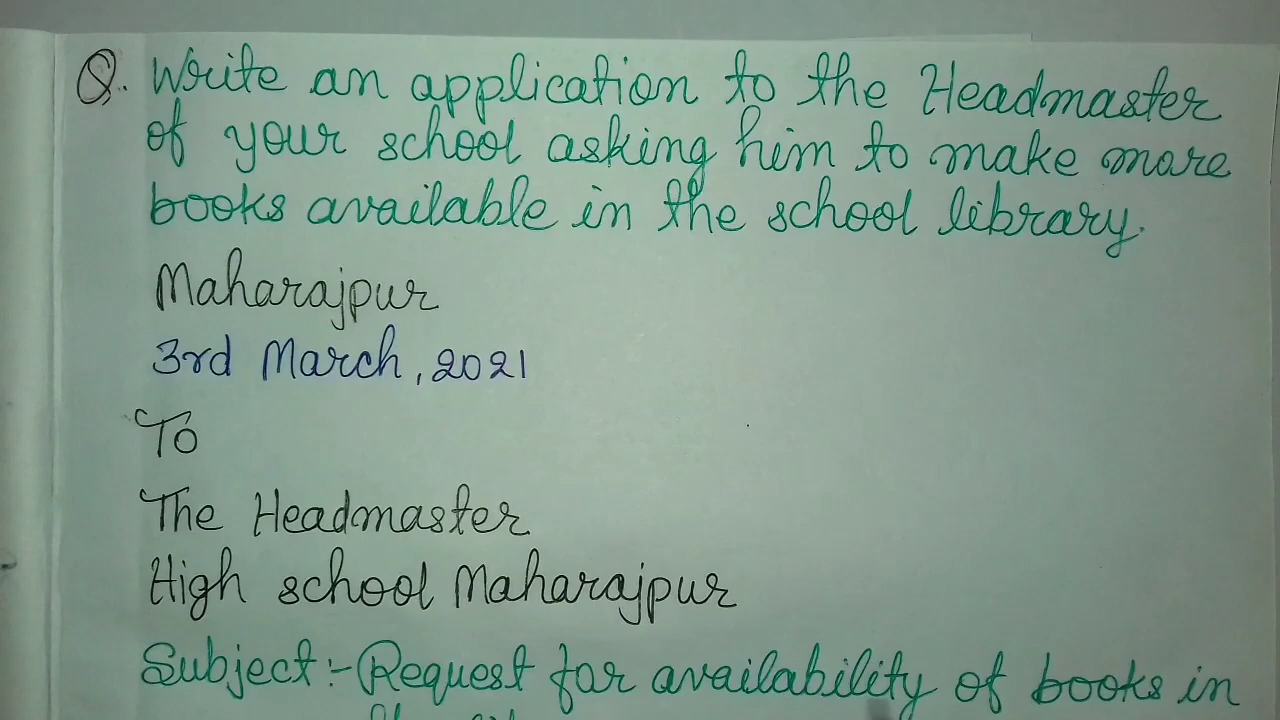 Q. Write an application to the Headmaster
of your school asking him to make more
books available in the school library.
Maharajpur
3rd March, 2021
To
The Headmaster
High school Maharajpur
Subject:- Request for availability of books in